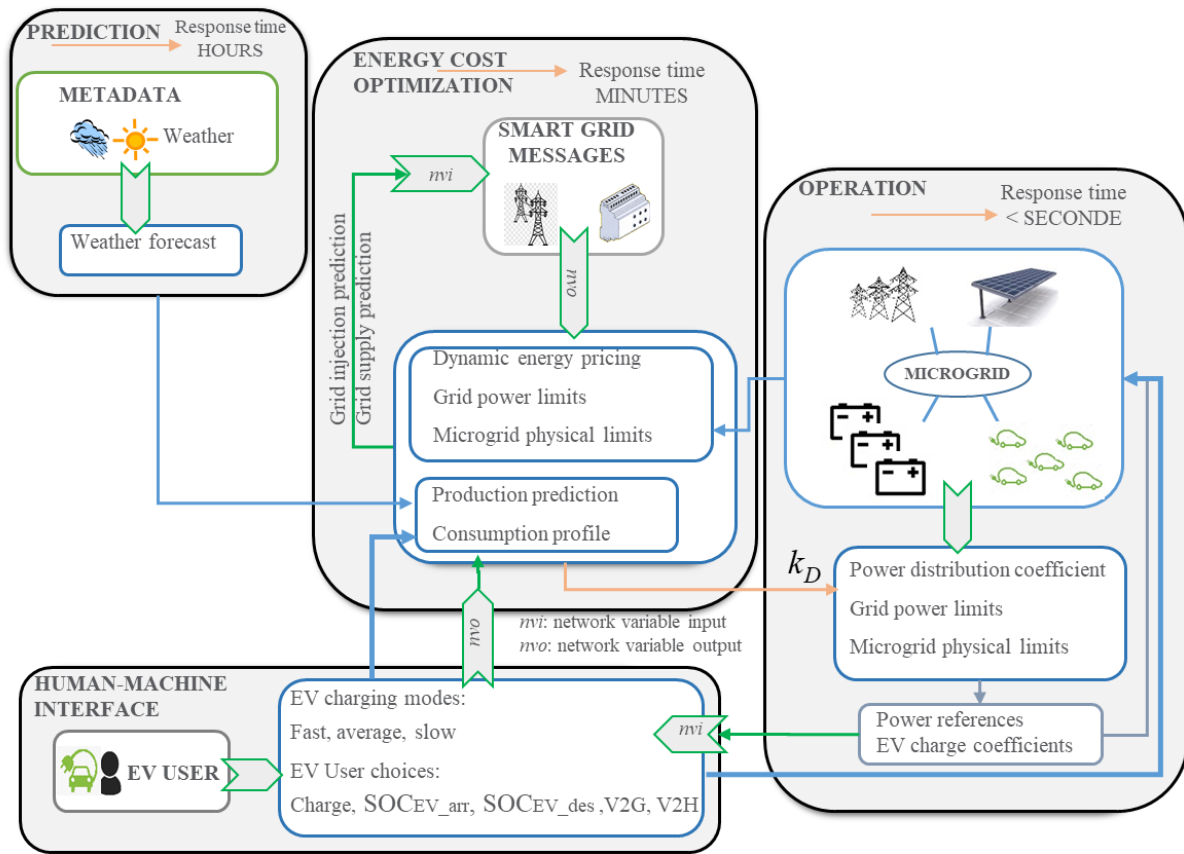 PREDICTION
Response time
HOURS
METADATA
Weather
Weather forecast
ENERGY COST
OPTIMIZATION
Response time
MINUTES
SMART GRID
MESSAGES
nvi
nvo
Grid injection prediction
Grid supply prediction
Dynamic energy pricing
Grid power limits
Microgrid physical limits
Production prediction
Consumption profile
nvo
nvi: network variable input
nvo: network variable output
OPERATION
Response time
< SECONDE
MICROGRID
k_D
Power distribution coefficient
Grid power limits
Microgrid physical limits
Power references
EV charge coefficients
HUMAN-MACHINE
INTERFACE
EV USER
EV charging modes:
Fast, average, slow
EV User choices:
Charge, SOCEV_arr, SOCEV_des ,V2G, V2H
nvi